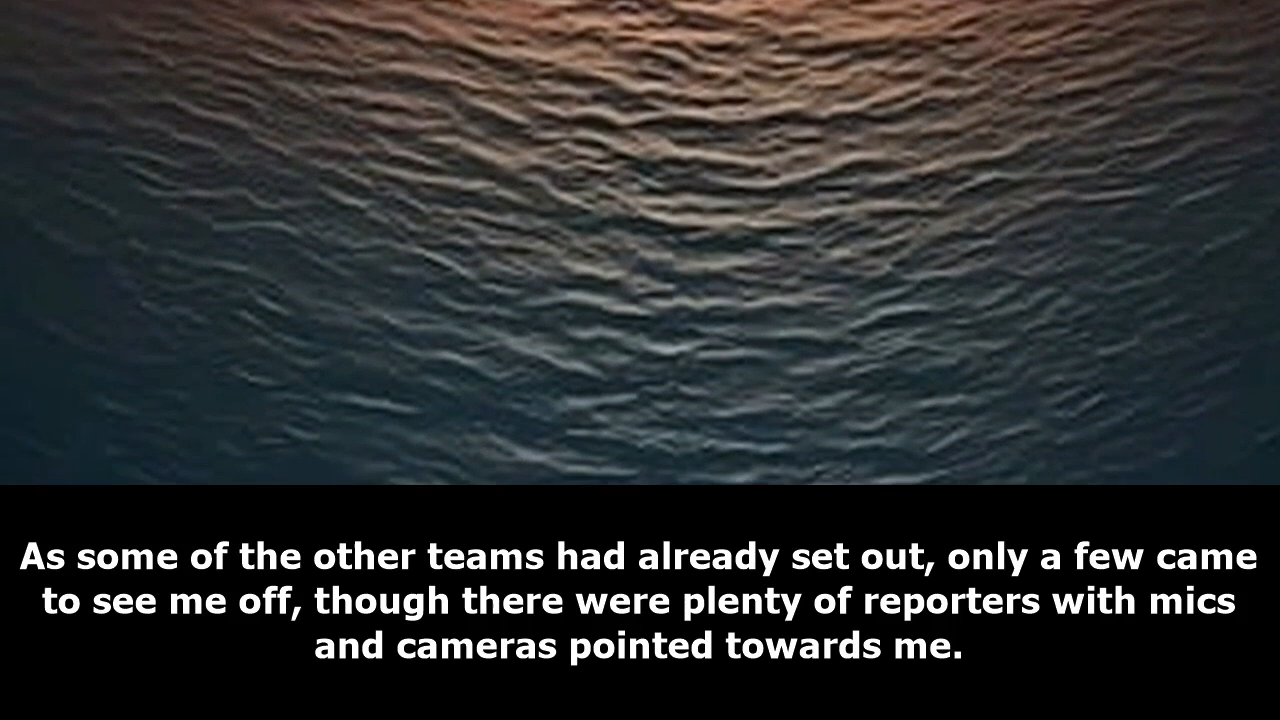 As some of the other teams had already set out, only a few came
to see me off, though there were plenty of reporters with mics
and cameras pointed towards me.